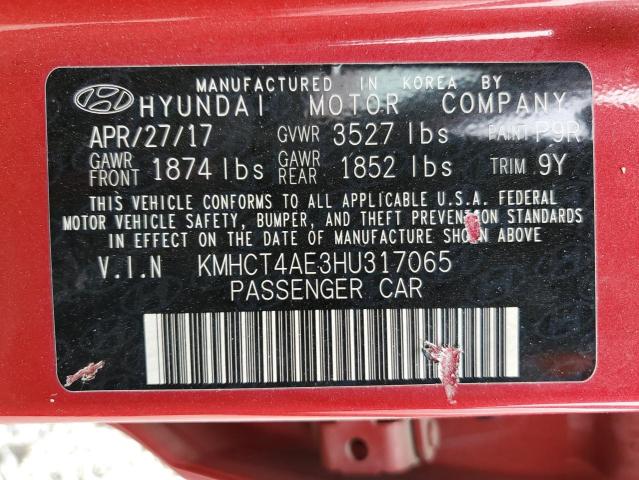 MANUFACTURED IN KOREA BY
HYUNDAI MOTOR COMPANY
APR/27/17 GVWR 3527 lbs PAINT P9R
GAWR FRONT 1874 lbs GAWR REAR 1852 lbs TRIM 9Y
THIS VEHICLE CONFORMS TO ALL APPLICABLE U.S.A. FEDERAL
MOTOR VEHICLE SAFETY, BUMPER, AND THEFT PREVENTION STANDARDS
IN EFFECT ON THE DATE OF MANUFACTURE SHOWN ABOVE
V.I.N KMHCT4AE3HU317065
PASSENGER CAR